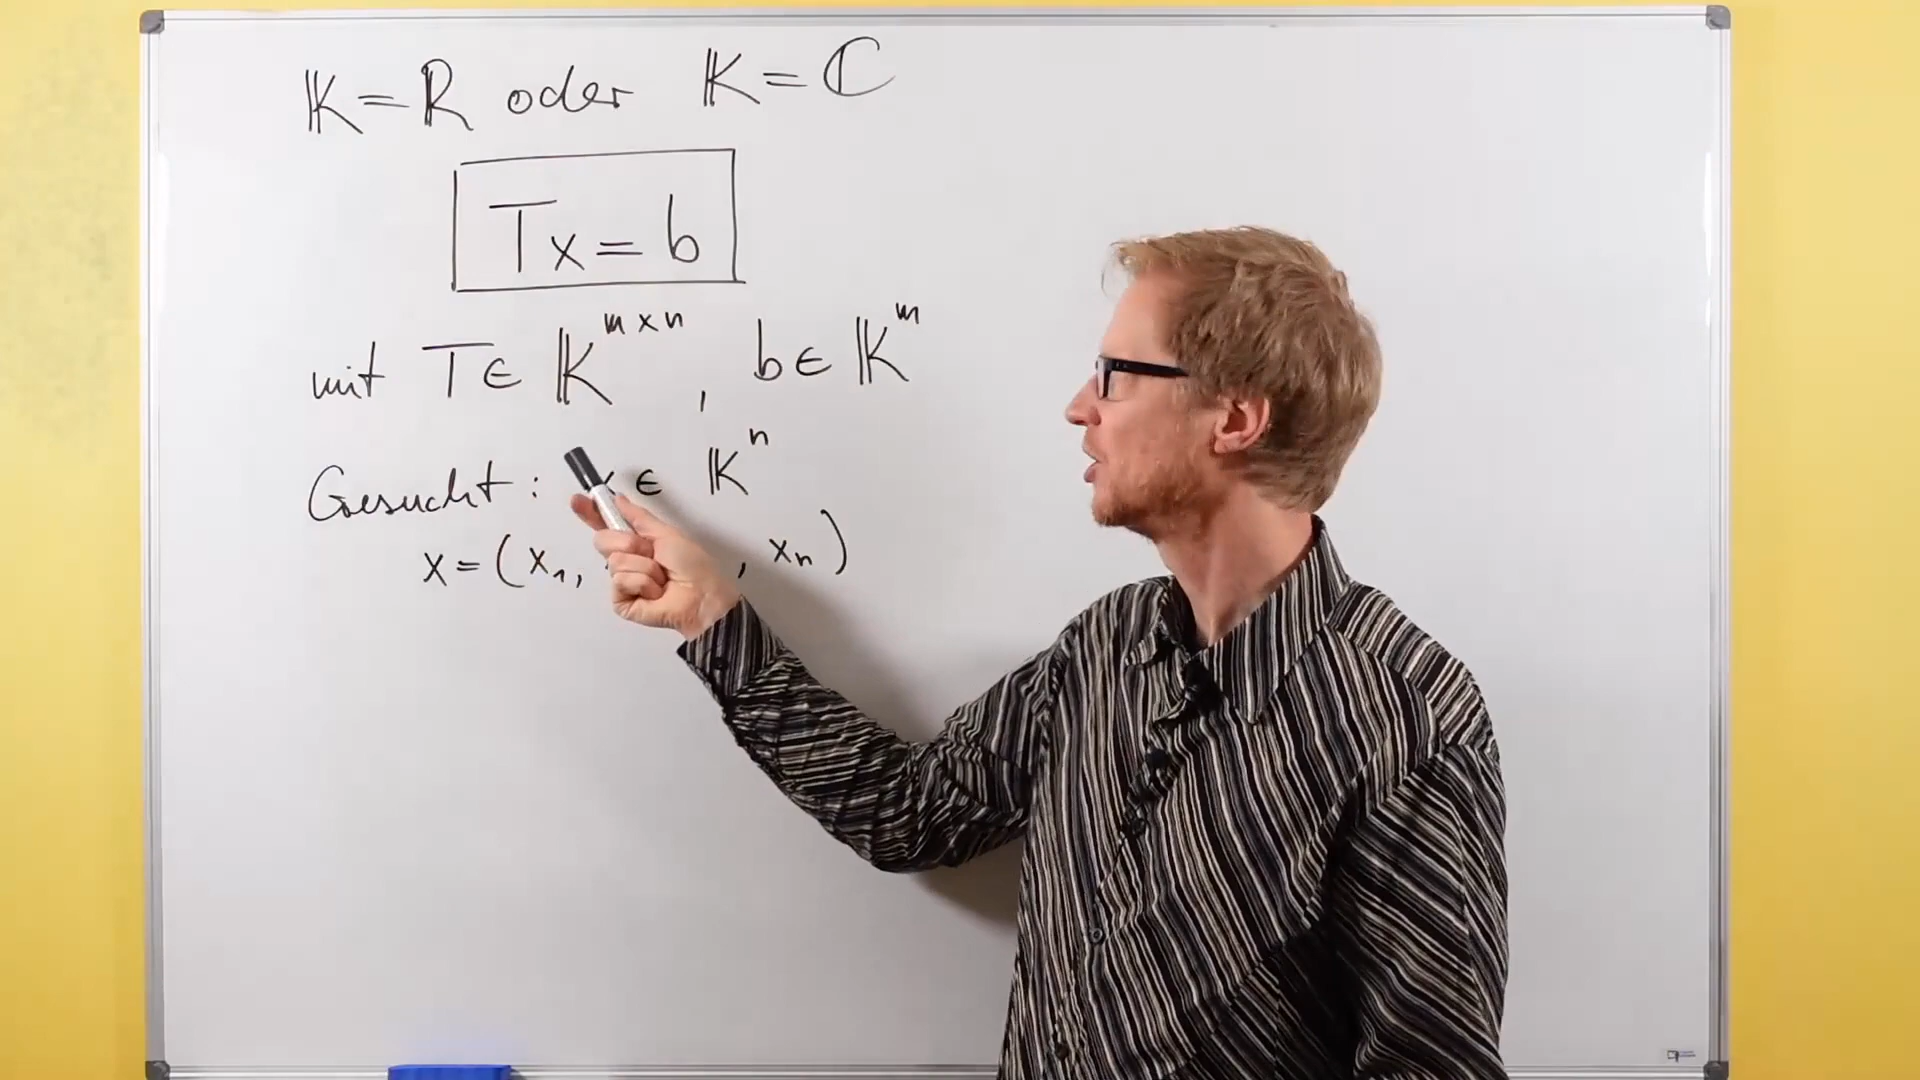 𝕂 = ℝ oder 𝕂 = ℂ
Tx = b
mit T ∈ 𝕂^{m×n}, b ∈ 𝕂^m
Gesucht: x ∈ 𝕂^n
x = (x₁, , xₙ)